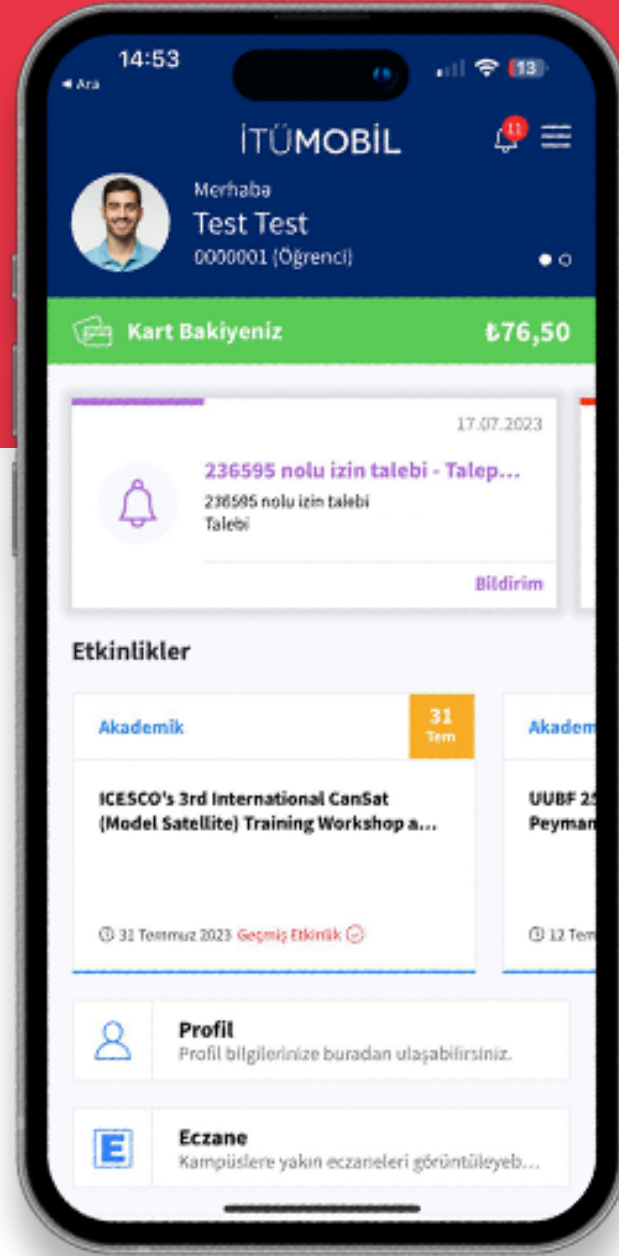 14:53
13
◀ Ara
İTÜMOBİL
11
Merhaba
Test Test
0000001 (Öğrenci)
Kart Bakiyeniz
₺76,50
17.07.2023
236595 nolu izin talebi - Talep...
236595 nolu izin talebi
Talebi
Bildirim
Etkinlikler
Akademik
31
Tem
ICESCO's 3rd International CanSat
(Model Satellite) Training Workshop a...
31 Temmuz 2023 Geçmiş Etkinlik
Akadem
UUBF 25
Peyman
12 Tem
Profil
Profil bilgilerinize buradan ulaşabilirsiniz.
E
Eczane
Kampüslere yakın eczaneleri görüntüleyeb...